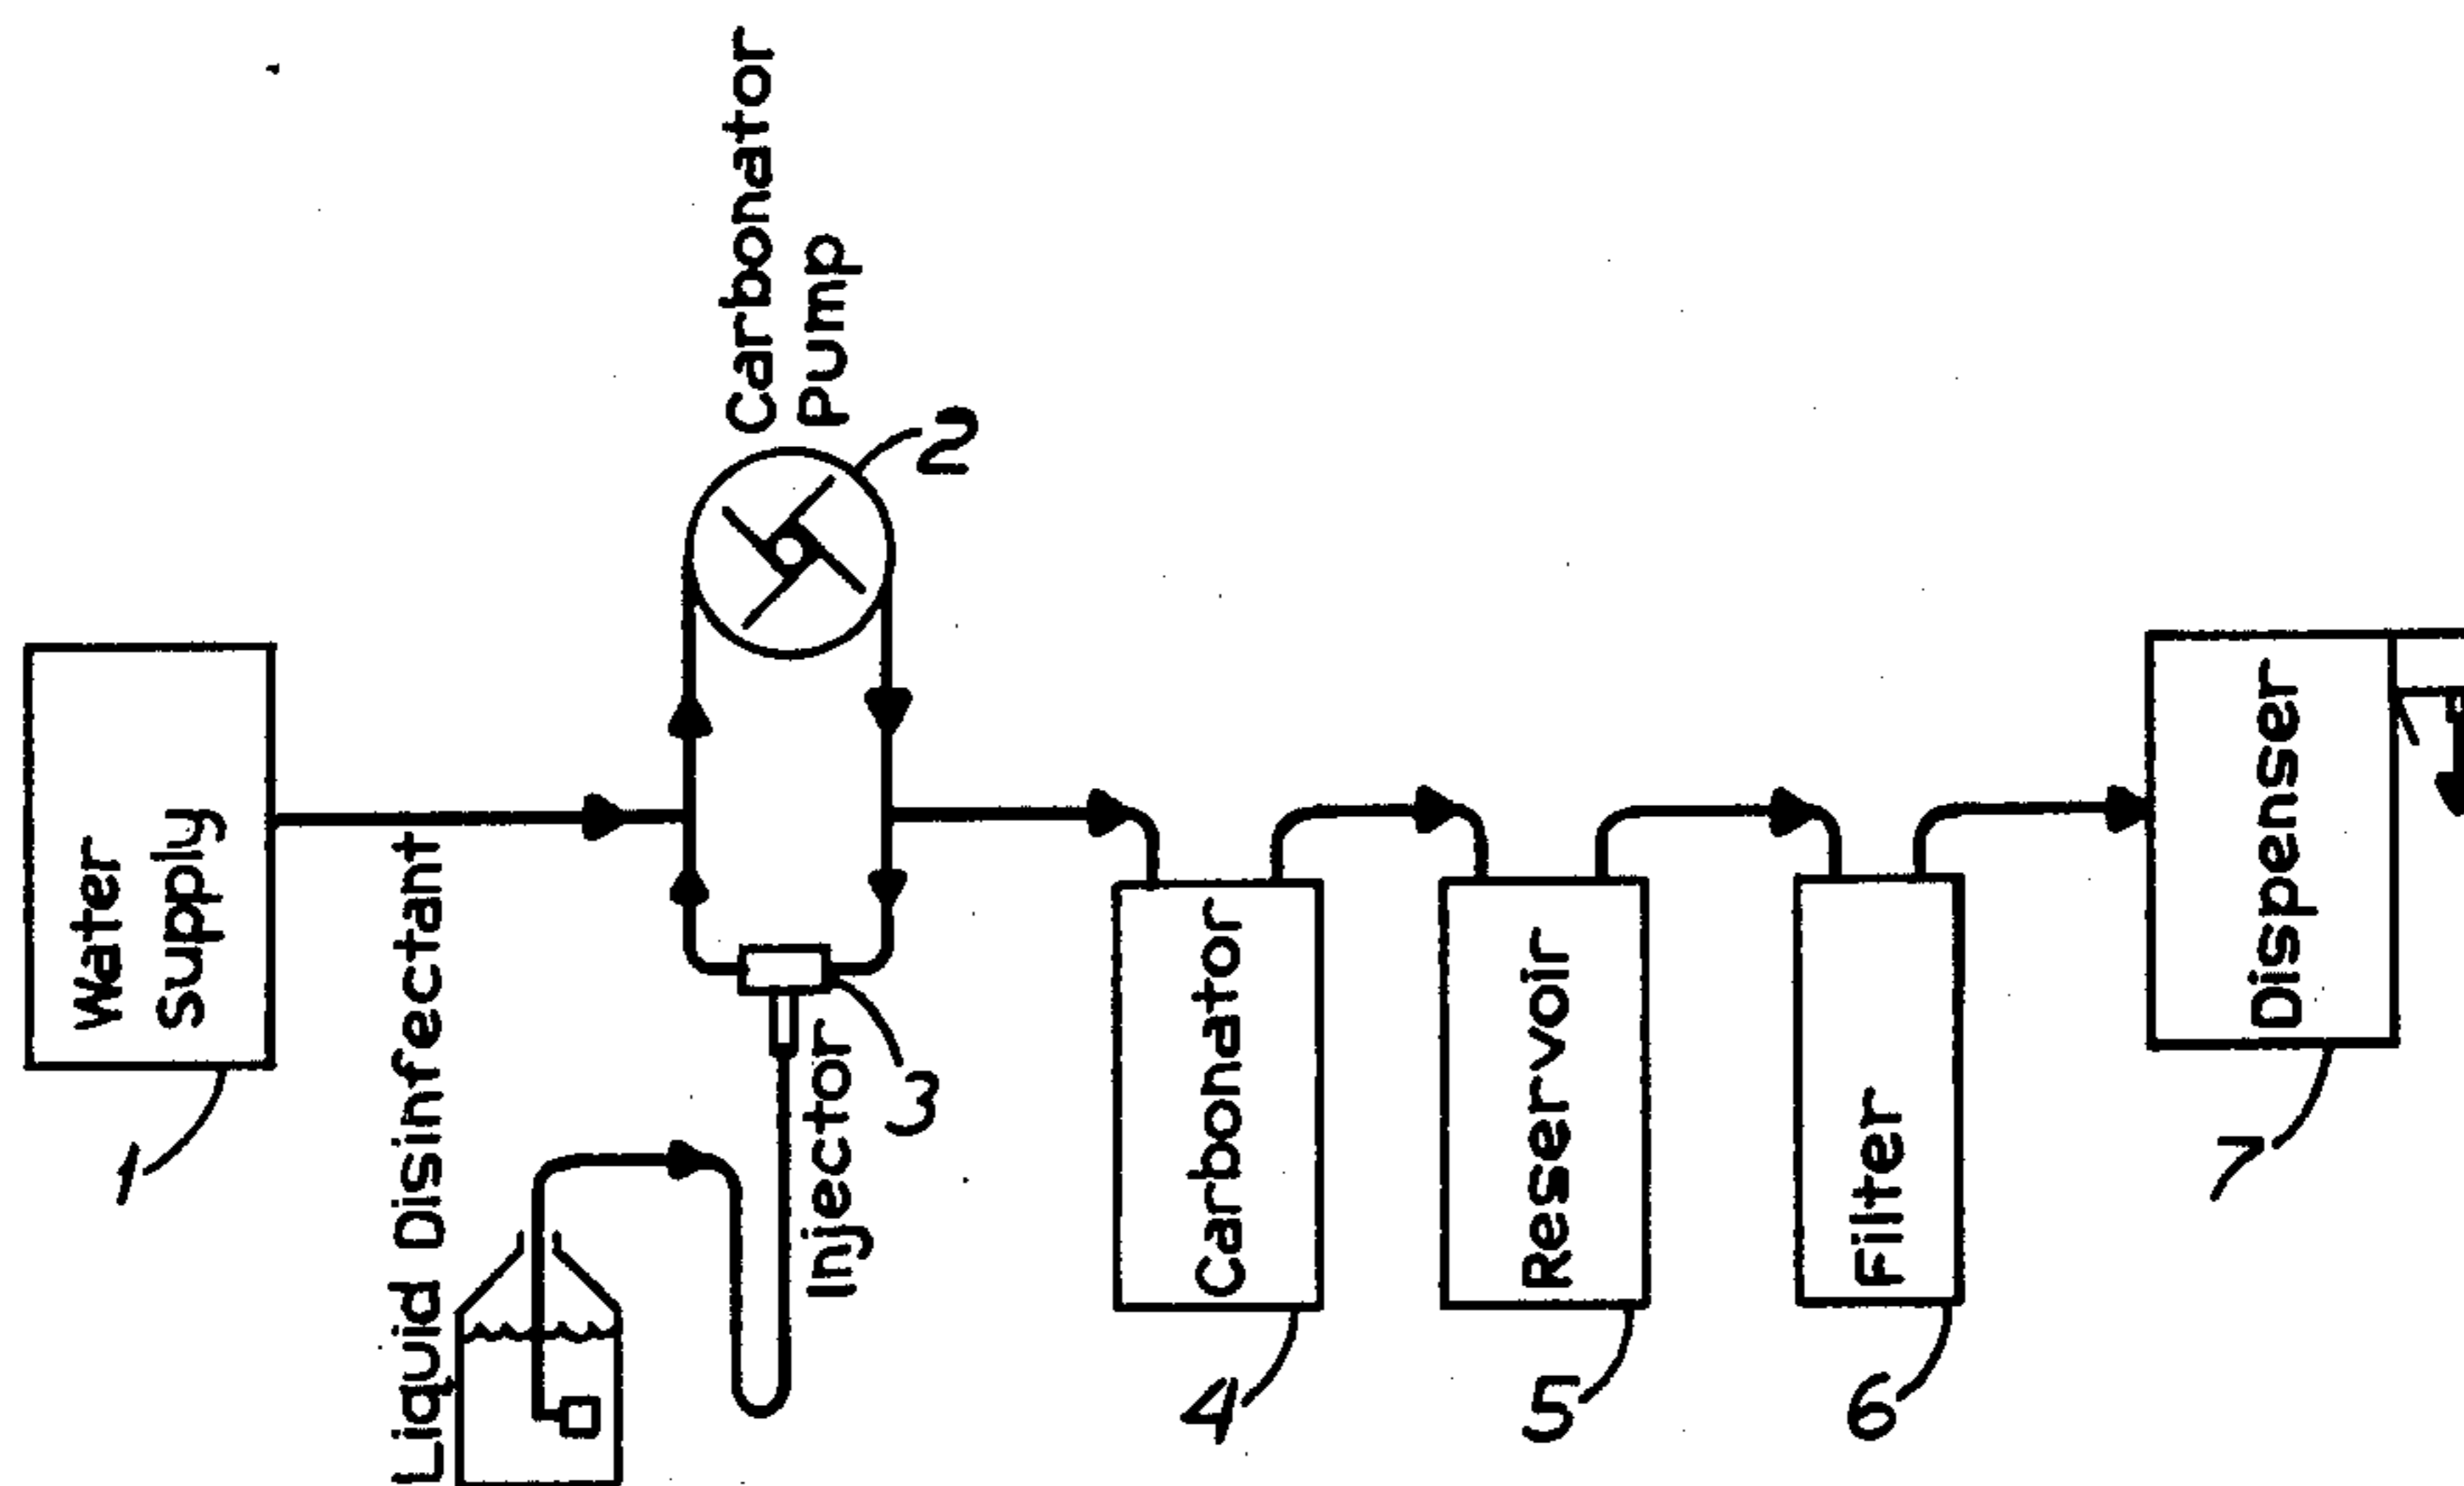 Water
Supply
1
Liquid Disinfectant
Carbonator
Pump
2
Injector
3
Carbonator
4
Reservoir
5
Filter
6
Dispenser
7